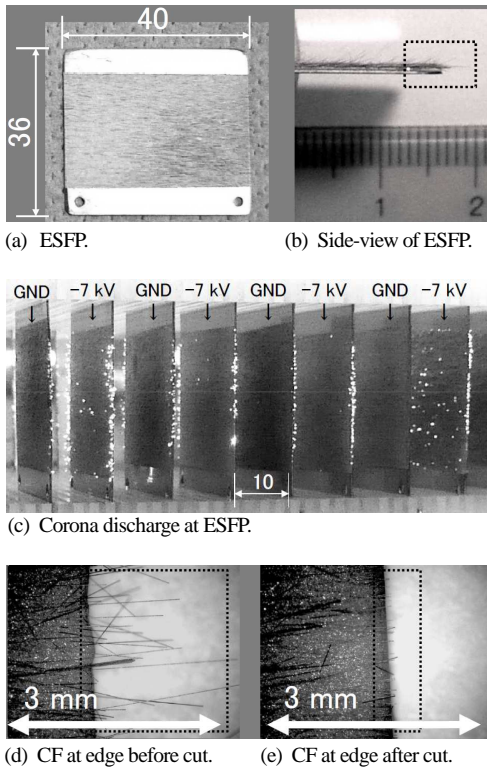 40
36
1
2
(a) ESFP.
(b) Side-view of ESFP.
GND -7 kV GND -7 kV GND -7 kV GND -7 kV
10
(c) Corona discharge at ESFP.
3 mm
3 mm
(d) CF at edge before cut.
(e) CF at edge after cut.